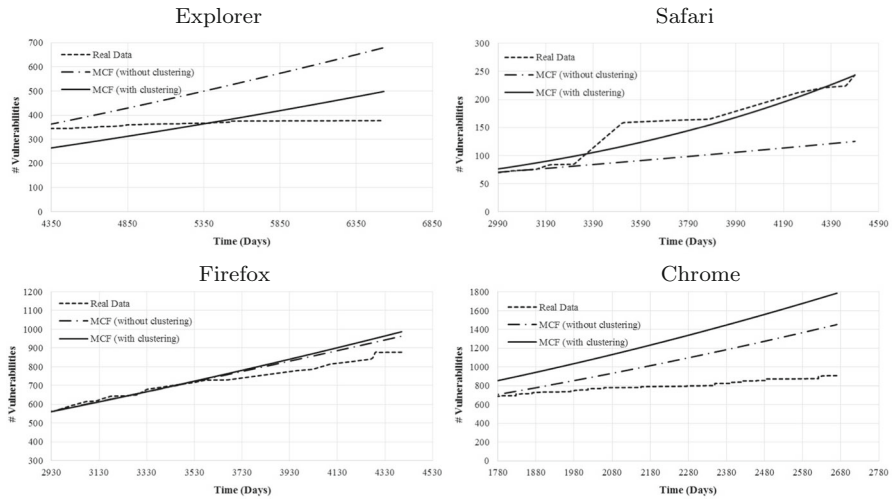 Explorer
700
600
500
400
300
200
100
0
# Vulnerabilities
Real Data
MCF (without clustering)
MCF (with clustering)
4350 4850 5350 5850 6350 6850
Time (Days)
Safari
300
250
200
150
100
50
0
# Vulnerabilities
Real Data
MCF (without clustering)
MCF (with clustering)
2990 3190 3390 3590 3790 3990 4190 4390 4590
Time (Days)
Firefox
1200
1100
1000
900
800
700
600
500
400
300
# Vulnerabilities
Real Data
MCF (without clustering)
MCF (with clustering)
2930 3130 3330 3530 3730 3930 4130 4330 4530
Time (Days)
Chrome
1800
1600
1400
1200
1000
800
600
400
200
0
# Vulnerabilities
Real Data
MCF (without clustering)
MCF (with clustering)
1780 1880 1980 2080 2180 2280 2380 2480 2580 2680 2780
Time (Days)